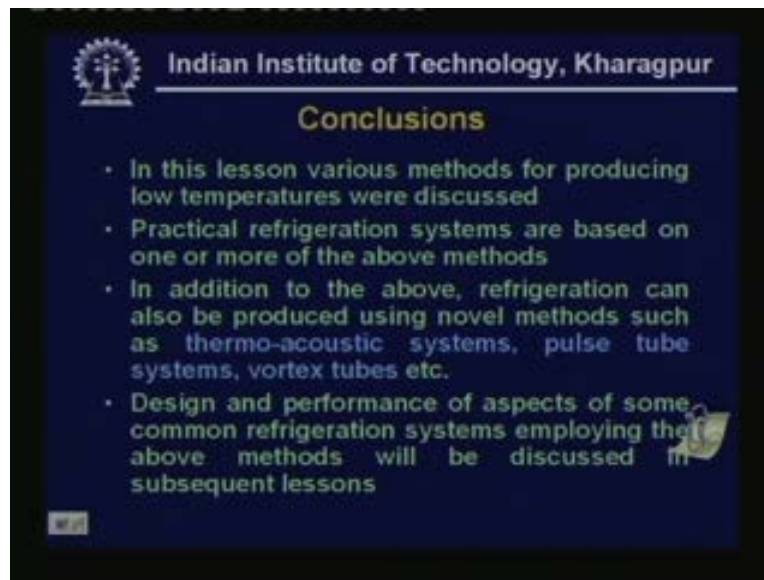 Indian Institute of Technology, Kharagpur
Conclusions
• In this lesson various methods for producing
low temperatures were discussed
• Practical refrigeration systems are based on
one or more of the above methods
• In addition to the above, refrigeration can
also be produced using novel methods such
as thermo-acoustic systems, pulse tube
systems, vortex tubes etc.
• Design and performance of aspects of some
common refrigeration systems employing the
above methods will be discussed in
subsequent lessons